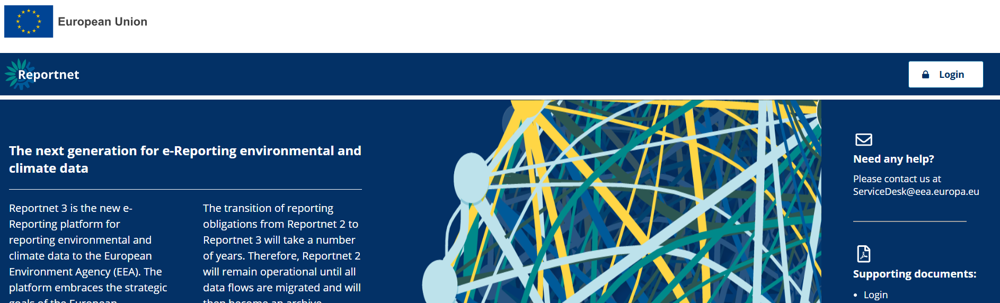 European Union
Reportnet
Login
The next generation for e-Reporting environmental and
climate data
Reportnet 3 is the new e-
Reporting platform for
reporting environmental and
climate data to the European
Environment Agency (EEA). The
platform embraces the strategic
goals of the European
The transition of reporting
obligations from Reportnet 2 to
Reportnet 3 will take a number
of years. Therefore, Reportnet 2
will remain operational until all
data flows are migrated and will
then become an archive
Need any help?
Please contact us at
ServiceDesk@eea.europa.eu
Supporting documents:
• Login